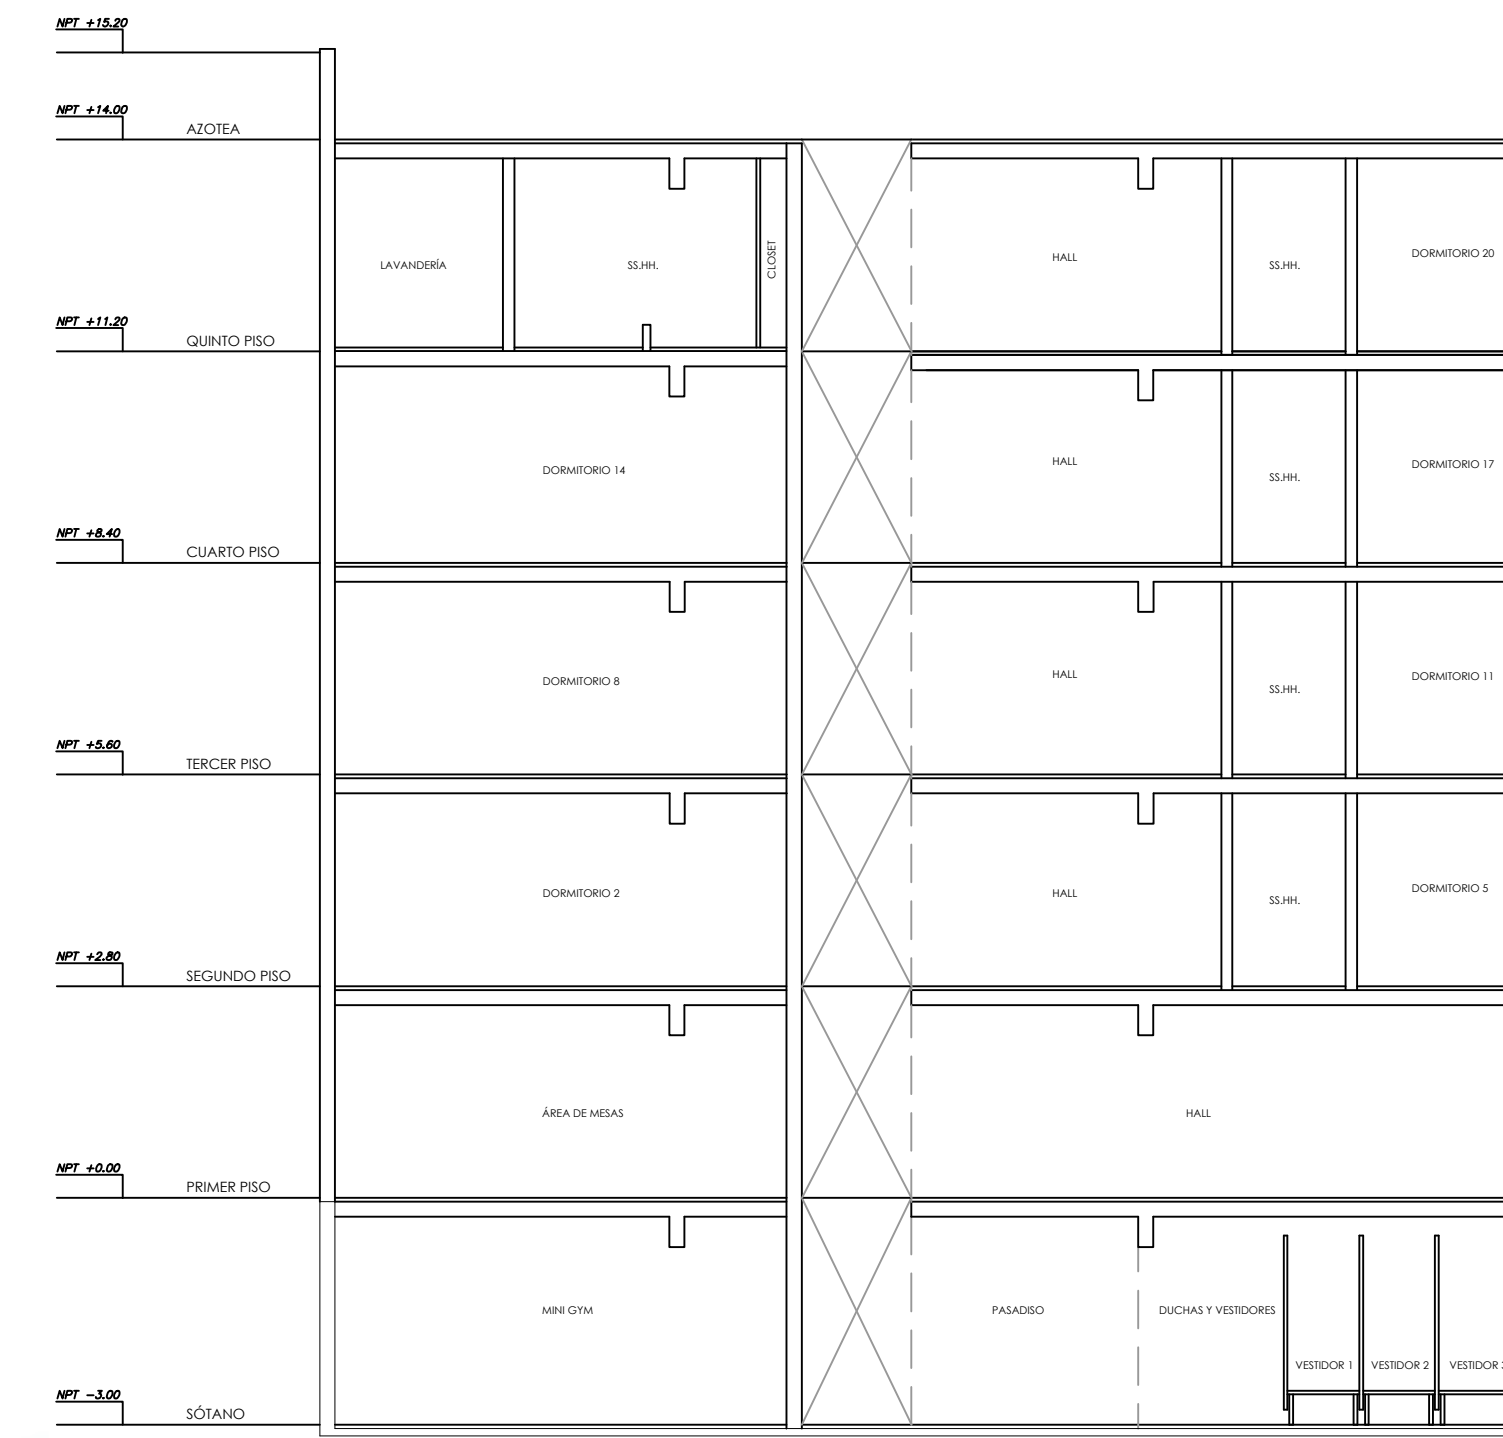 NPT +15.20
NPT +14.00
AZOTEA
LAVANDERÍA
SS.HH.
CLOSET
HALL
SS.HH.
DORMITORIO 20
NPT +11.20
QUINTO PISO
DORMITORIO 14
HALL
SS.HH.
DORMITORIO 17
NPT +8.40
CUARTO PISO
DORMITORIO 8
HALL
SS.HH.
DORMITORIO 11
NPT +5.60
TERCER PISO
DORMITORIO 2
HALL
SS.HH.
DORMITORIO 5
NPT +2.80
SEGUNDO PISO
ÁREA DE MESAS
HALL
NPT +0.00
PRIMER PISO
MINI GYM
PASADISO
DUCHAS Y VESTIDORES
VESTIDOR 1
VESTIDOR 2
VESTIDOR 3
NPT -3.00
SÓTANO